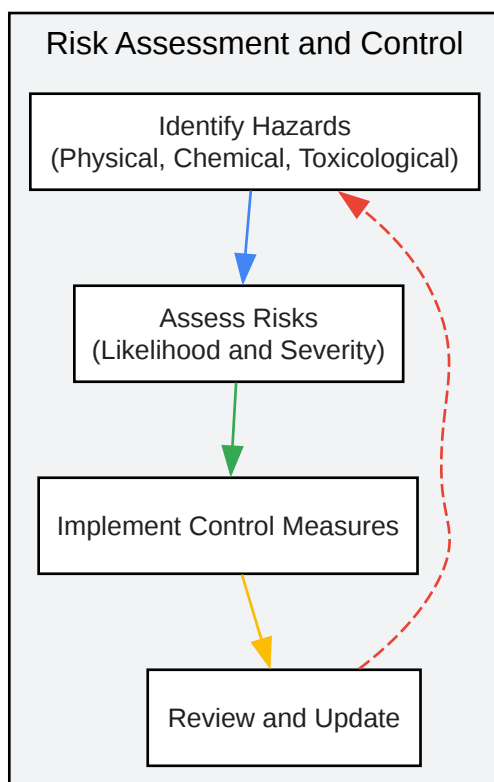 Risk Assessment and Control
Identify Hazards
(Physical, Chemical, Toxicological)
Assess Risks
(Likelihood and Severity)
Implement Control Measures
Review and Update